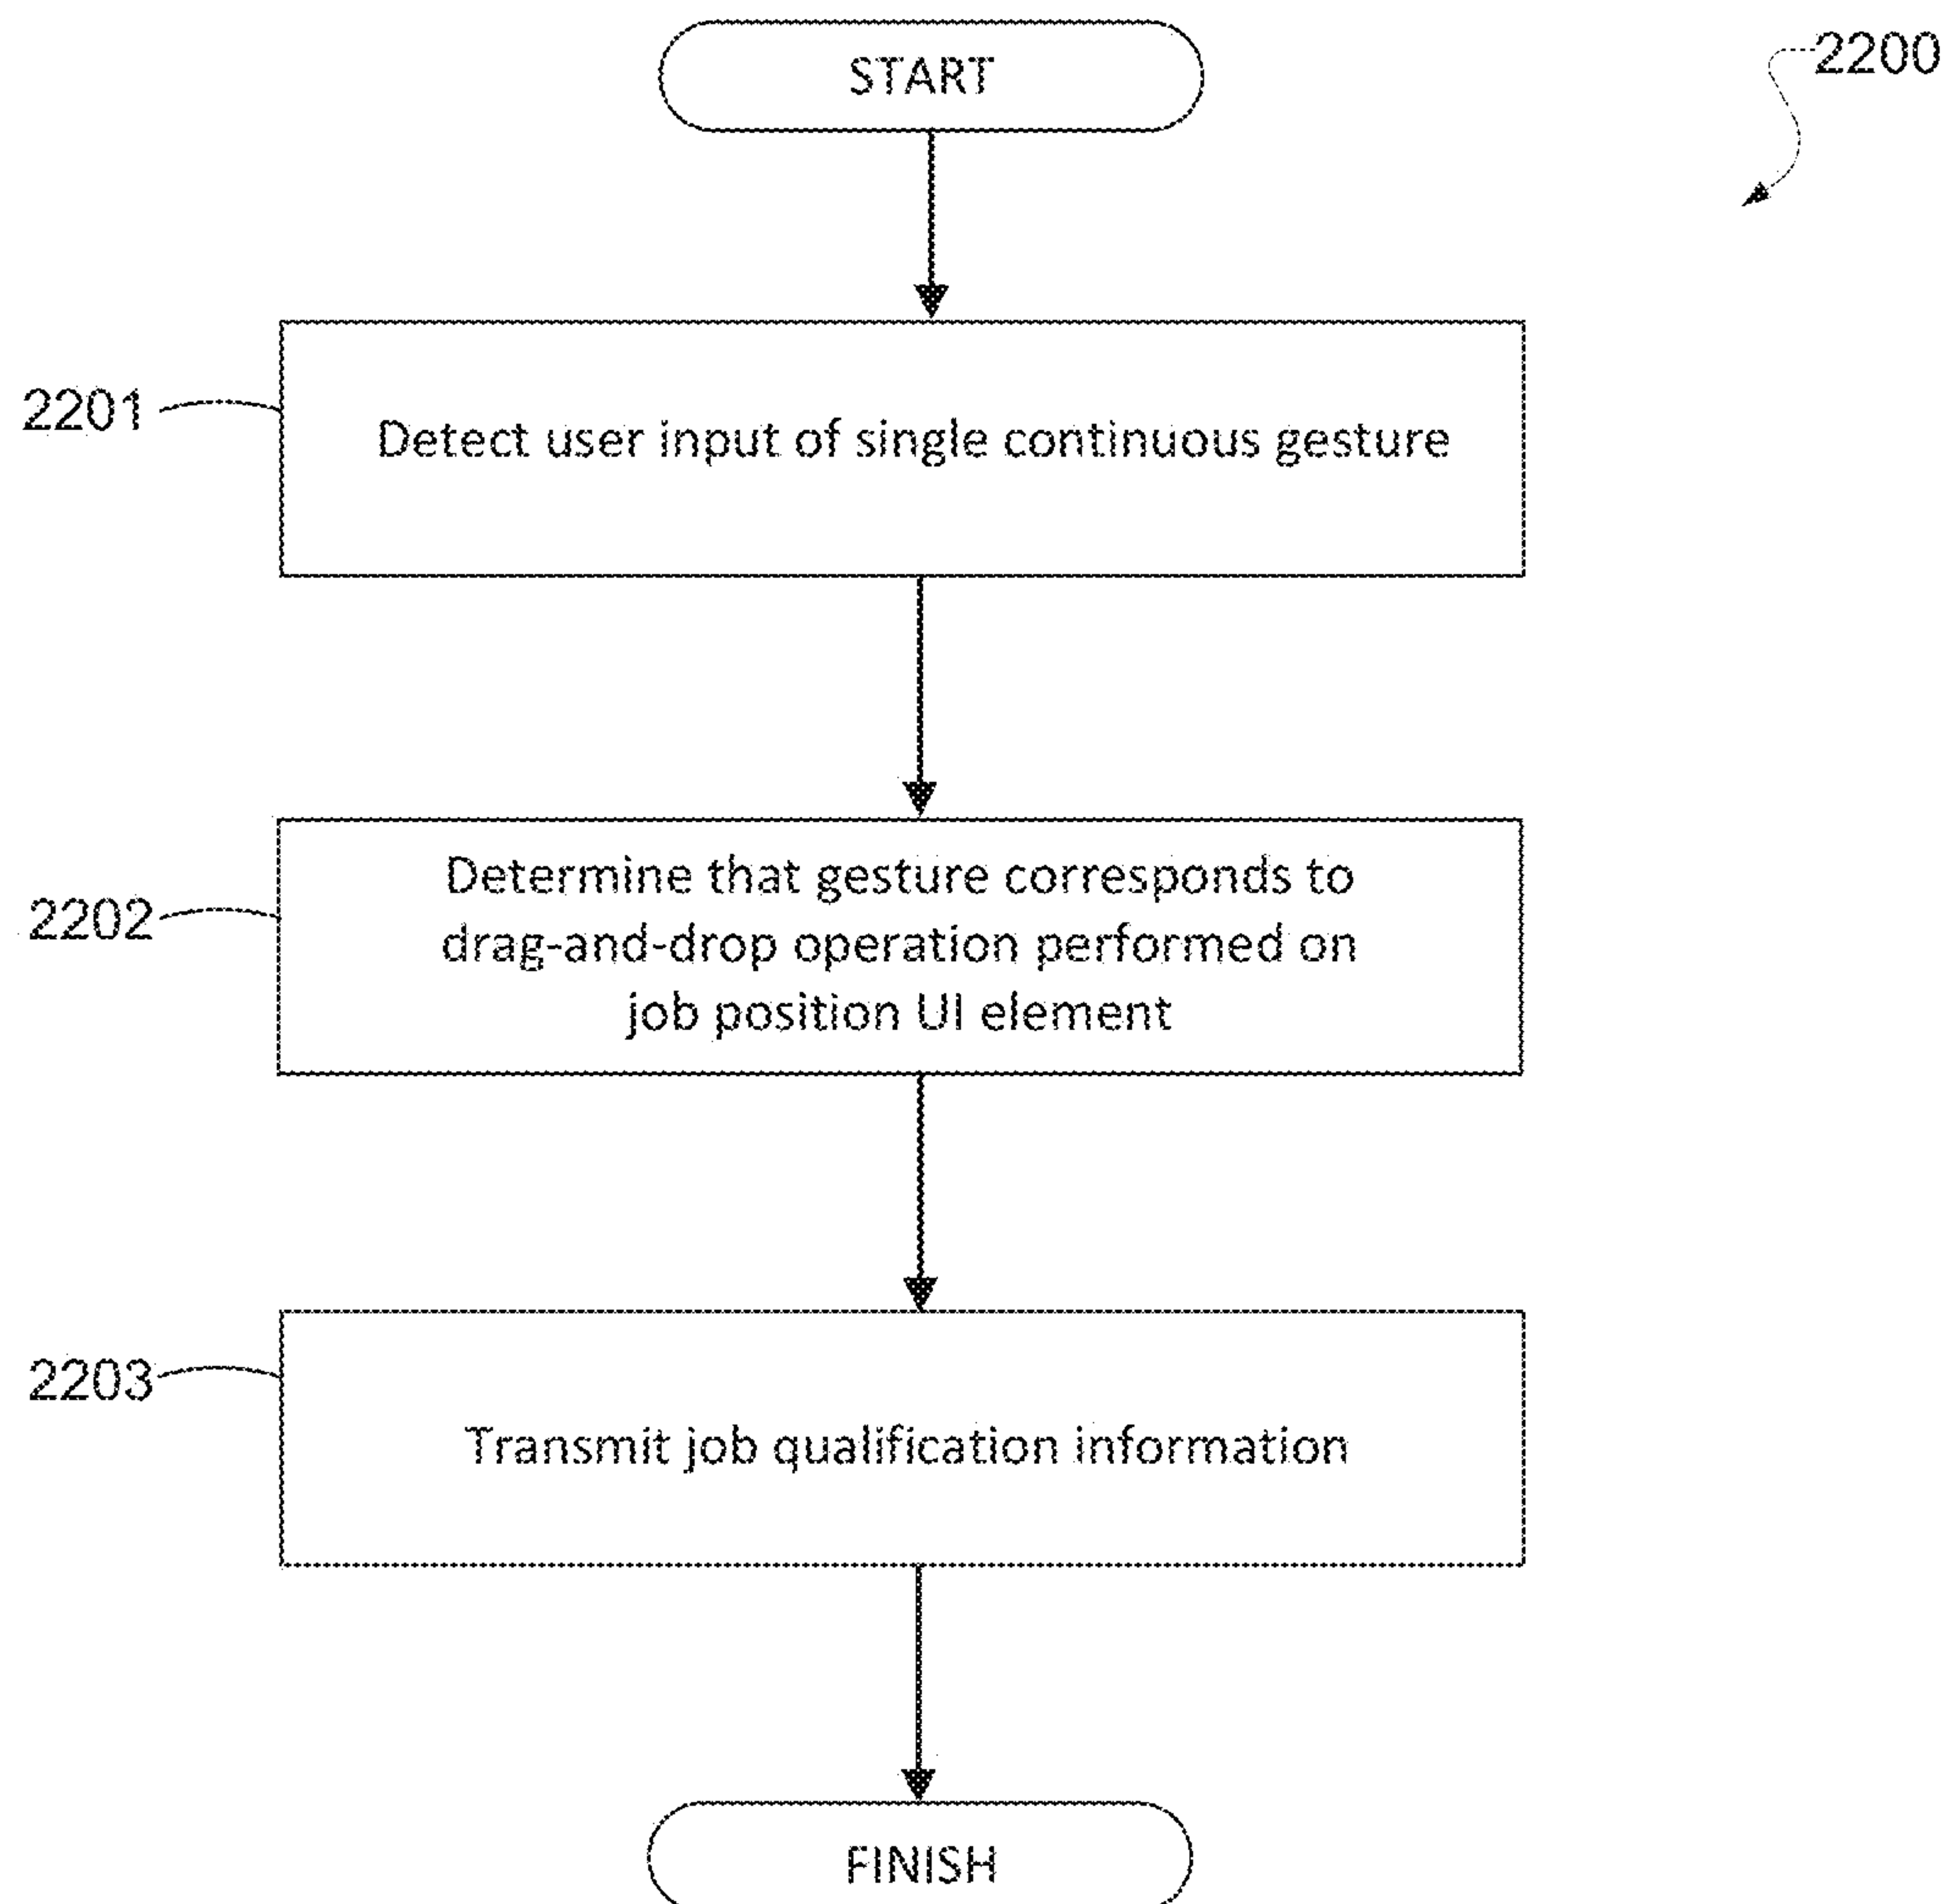 START
2200
2201
Detect user input of single continuous gesture
2202
Determine that gesture corresponds to
drag-and-drop operation performed on
job position UI element
2203
Transmit job qualification information
FINISH